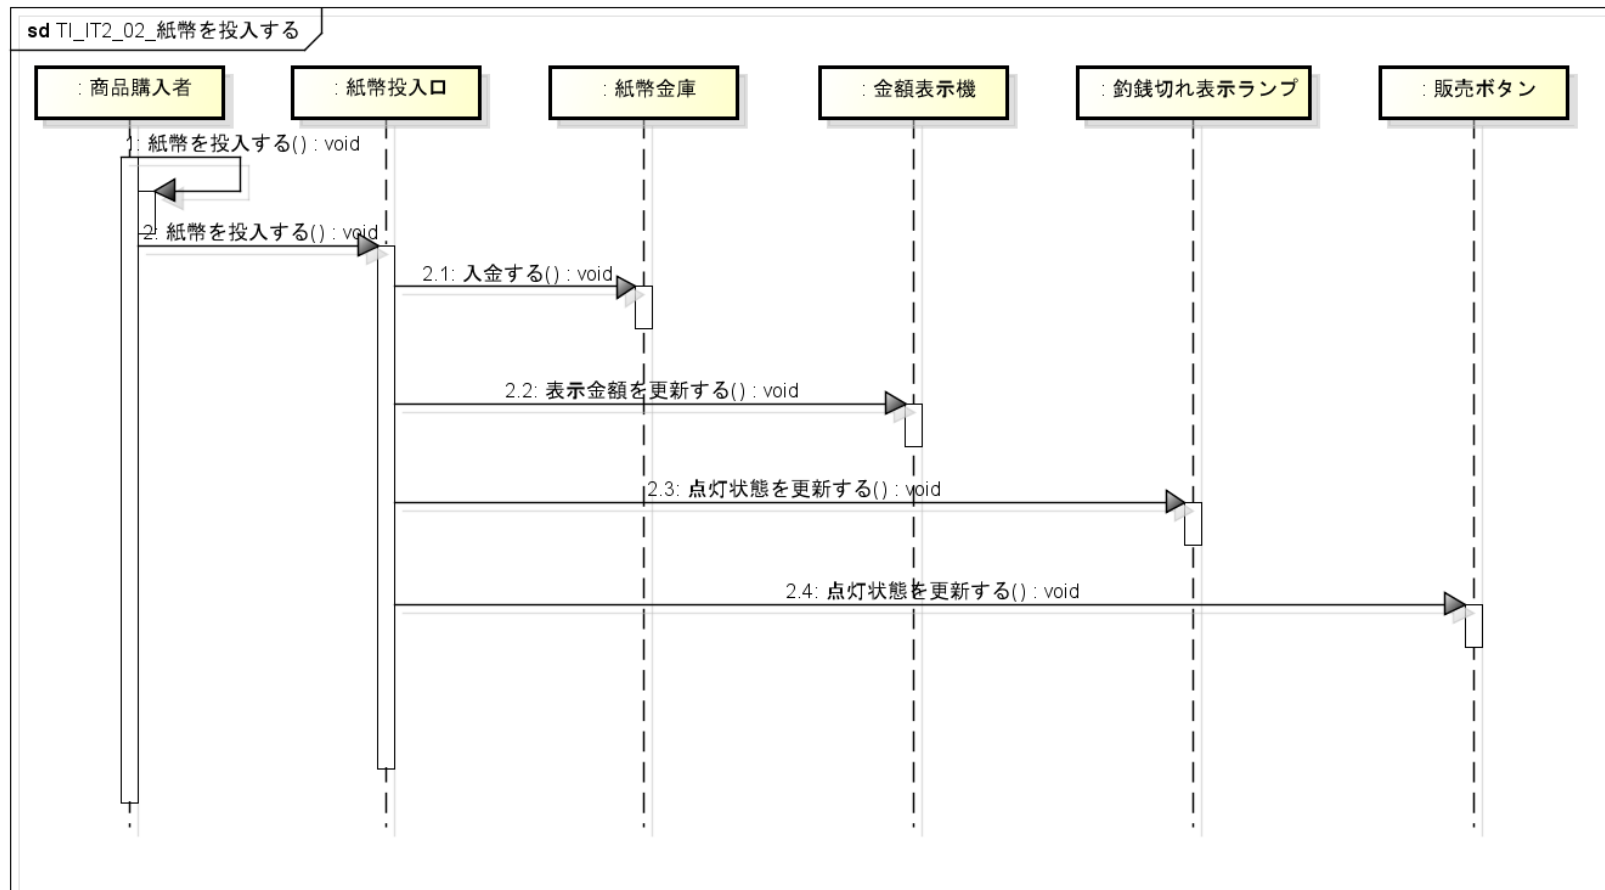 sd TI_IT2_02_紙幣を投入する
: 商品購入者
: 紙幣投入口
: 紙幣金庫
: 金額表示機
: 釣銭切れ表示ランプ
: 販売ボタン
1: 紙幣を投入する() : void
2: 紙幣を投入する() : void
2.1: 入金する() : void
2.2: 表示金額を更新する() : void
2.3: 点灯状態を更新する() : void
2.4: 点灯状態を更新する() : void